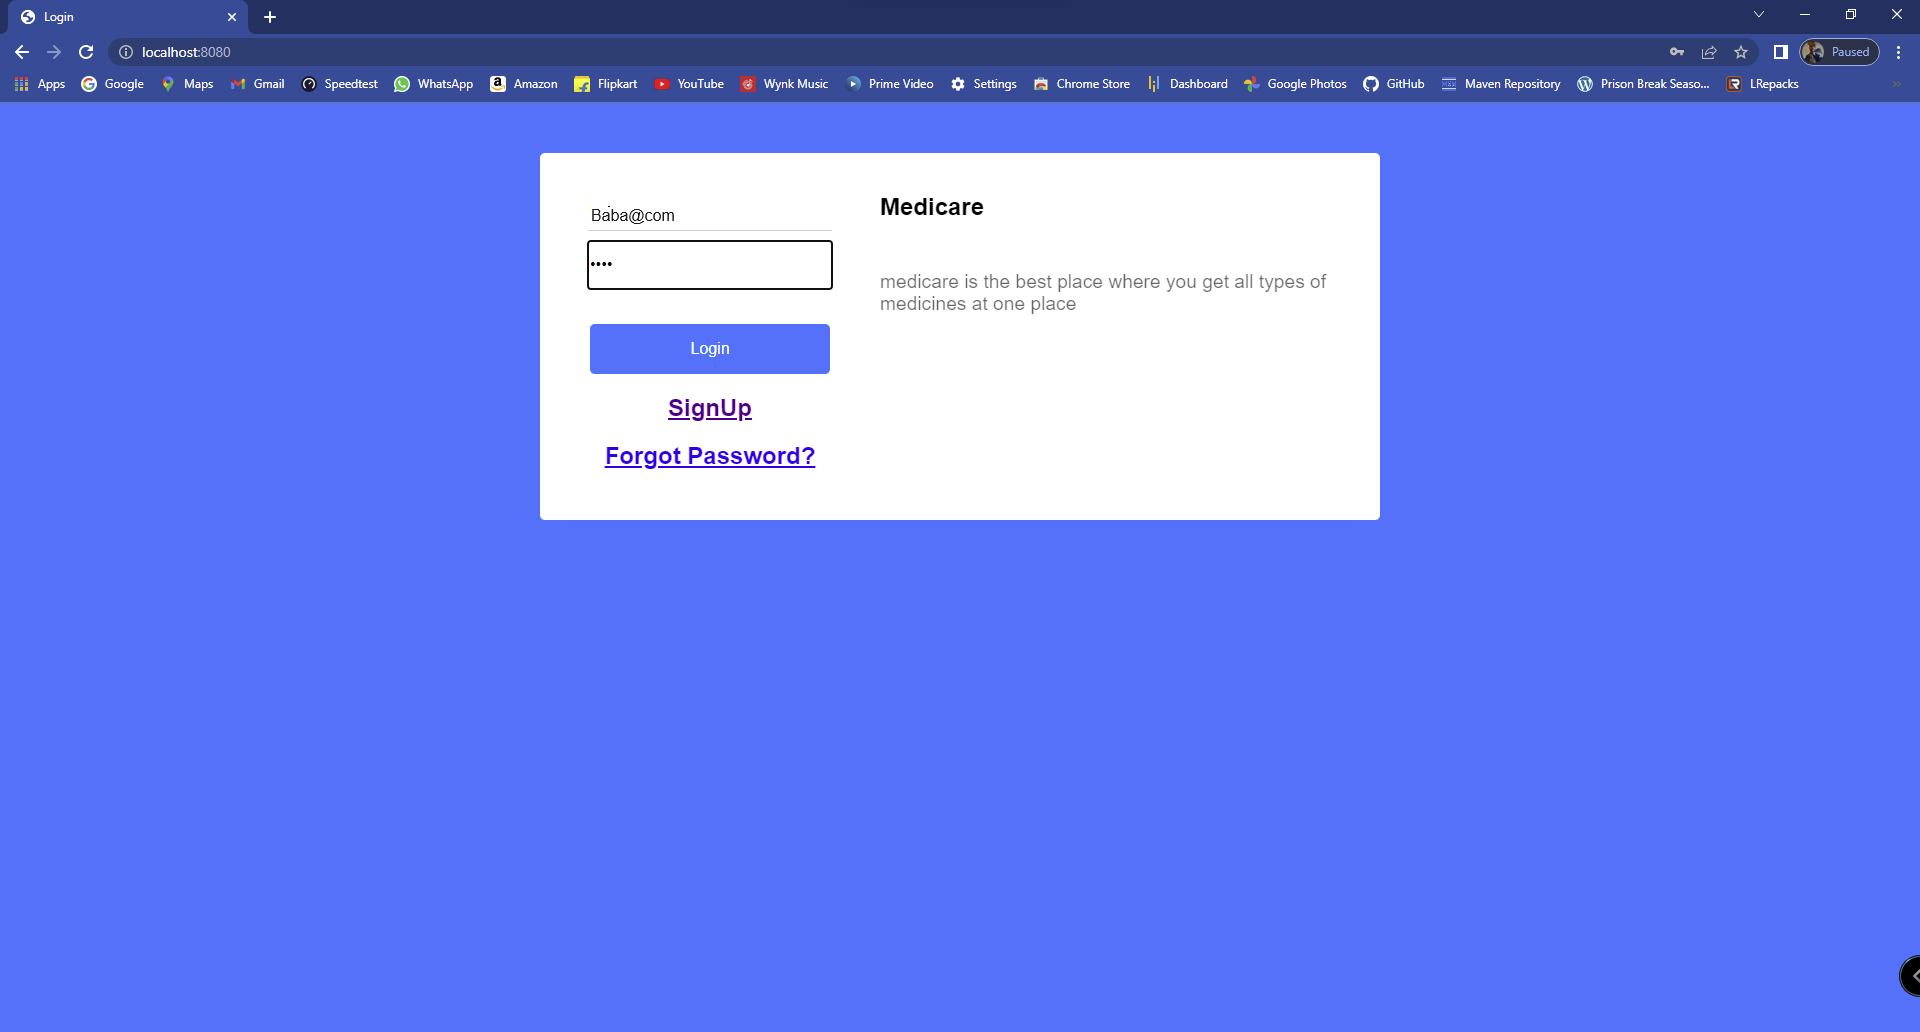 Login
localhost:8080
Paused
Apps Google Maps Gmail Speedtest WhatsApp Amazon Flipkart YouTube Wynk Music Prime Video Settings Chrome Store Dashboard Google Photos GitHub Maven Repository Prison Break Seaso... LRepacks
Baba@com
••••
Login
SignUp
Forgot Password?
Medicare
medicare is the best place where you get all types of
medicines at one place